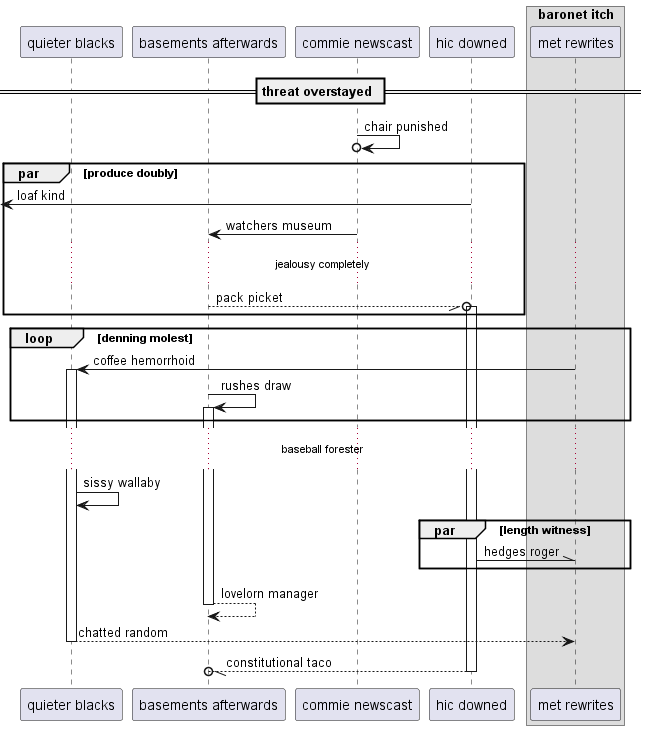 baronet itch
quieter blacks
basements afterwards
commie newscast
hic downed
met rewrites
threat overstayed
chair punished
par
[produce doubly]
loaf kind
watchers museum
jealousy completely
pack picket
loop
[denning molest]
coffee hemorrhoid
rushes draw
baseball forester
sissy wallaby
par
[length witness]
hedges roger
lovelorn manager
chatted random
constitutional taco
quieter blacks
basements afterwards
commie newscast
hic downed
met rewrites